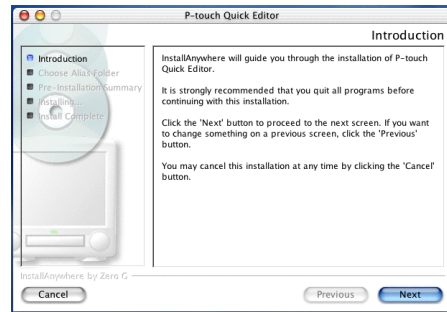 P-touch Quick Editor
Introduction
Introduction
Choose Alias Folder
Pre-Installation Summary
Installing...
Install Complete
InstallAnywhere will guide you through the installation of P-touch
Quick Editor.
It is strongly recommended that you quit all programs before
continuing with this installation.
Click the 'Next' button to proceed to the next screen. If you want
to change something on a previous screen, click the 'Previous'
button.
You may cancel this installation at any time by clicking the 'Cancel'
button.
InstallAnywhere by Zero G
Cancel
Previous
Next